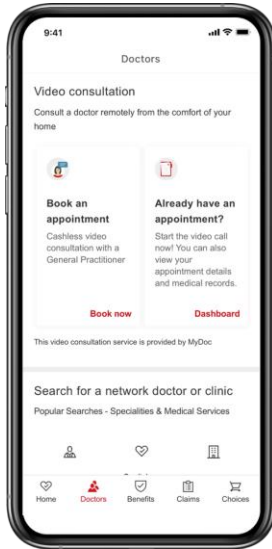 9:41
Doctors
Video consultation
Consult a doctor remotely from the comfort of your
home
Book an
appointment
Cashless video
consultation with a
General Practitioner
Book now
Already have an
appointment?
Start the video call
now! You can also
view your
appointment details
and medical records.
Dashboard
This video consultation service is provided by MyDoc
Search for a network doctor or clinic
Popular Searches - Specialities & Medical Services
Home Doctors Benefits Claims Choices